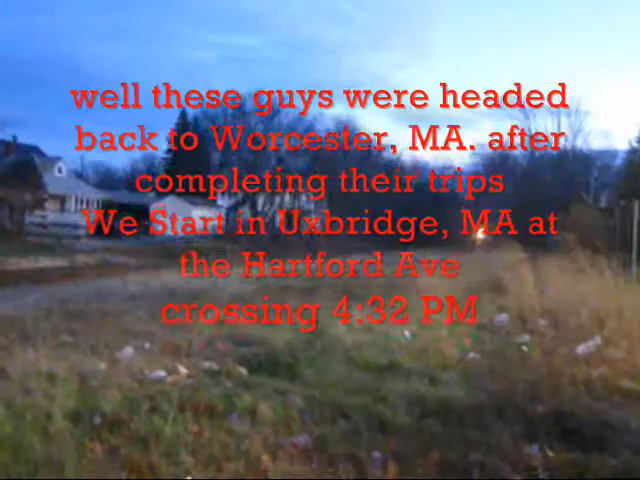 well these guys were headed
back to Worcester, MA. after
completing their trips
We Start in Uxbridge, MA at
the Hartford Ave
crossing 4:32 PM